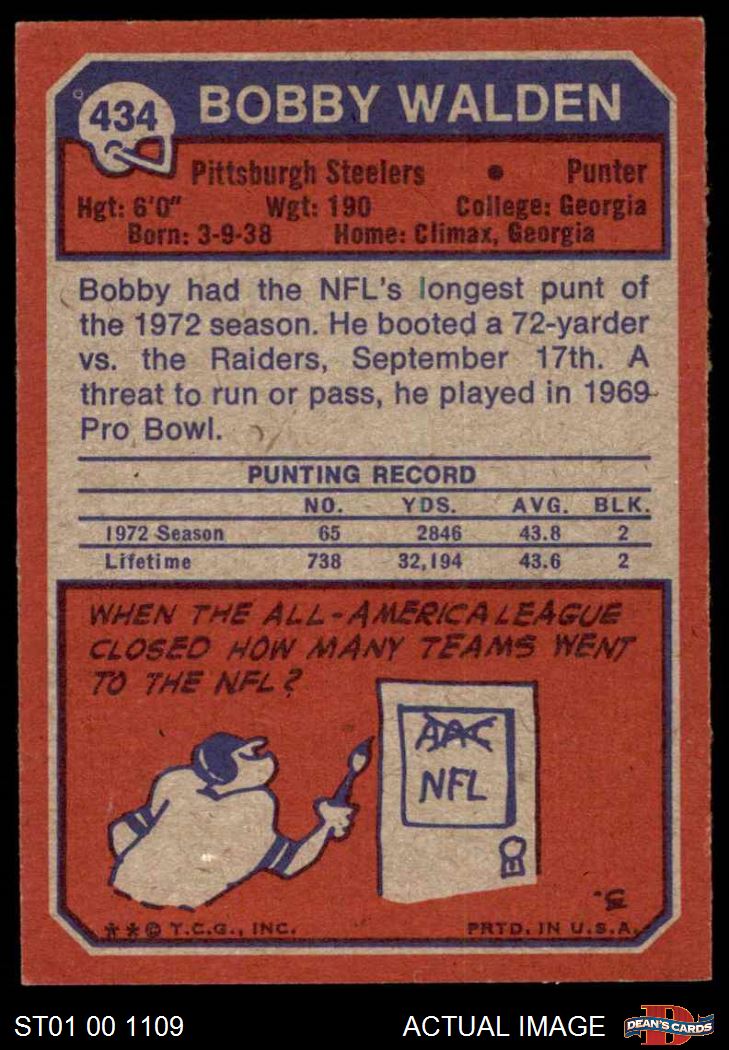 434
BOBBY WALDEN
Pittsburgh Steelers • Punter
Hgt: 6'0" Wgt: 190 College: Georgia
Born: 3-9-38 Home: Climax, Georgia
Bobby had the NFL's longest punt of
the 1972 season. He booted a 72-yarder
vs. the Raiders, September 17th. A
threat to run or pass, he played in 1969
Pro Bowl.
PUNTING RECORD
NO. YDS. AVG. BLK.
1972 Season 65 2846 43.8 2
Lifetime 738 32,194 43.6 2
WHEN THE ALL-AMERICA LEAGUE
CLOSED HOW MANY TEAMS WENT
TO THE NFL?
AAC
NFL
**© T.C.G., INC. PRTD. IN U.S.A.
ST01 00 1109 ACTUAL IMAGE DEAN'S CARDS